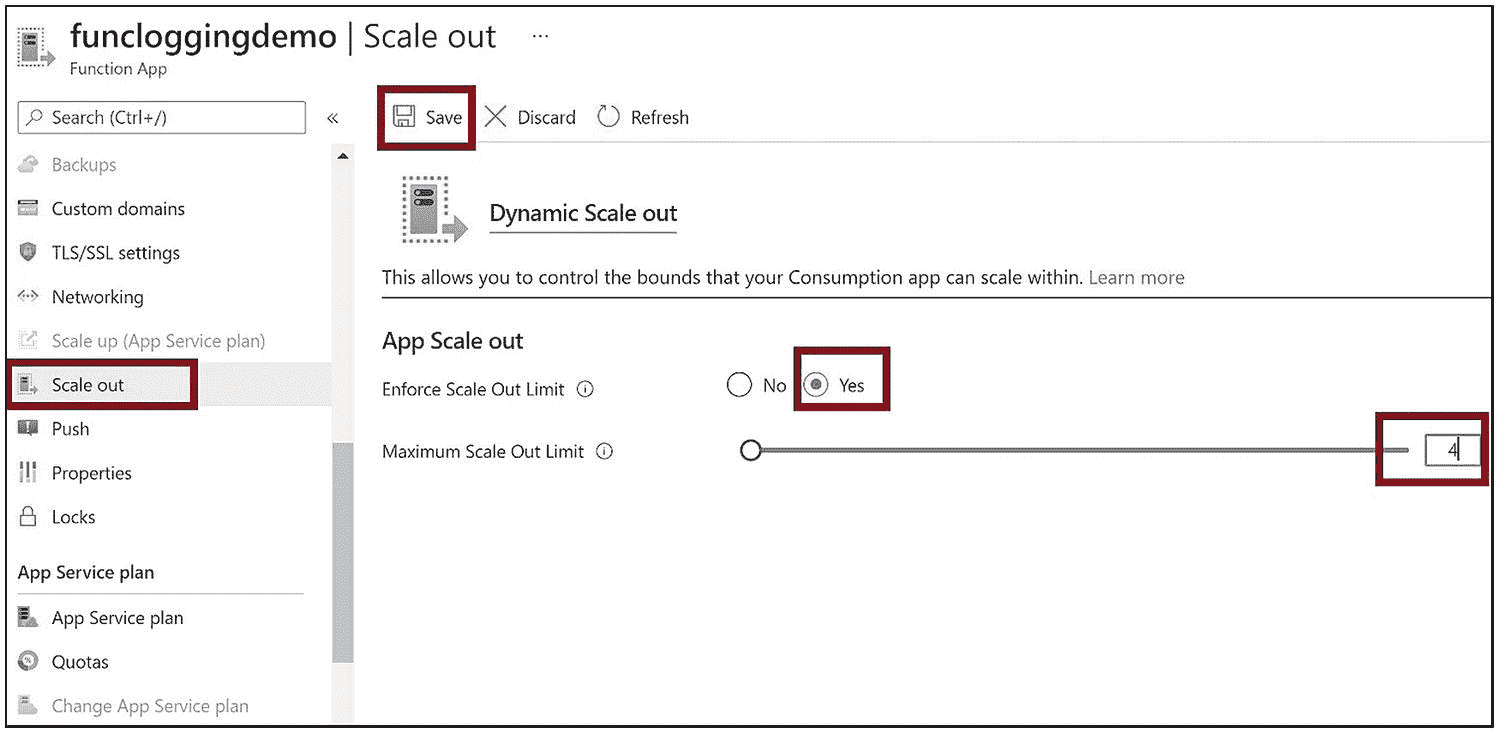 funcloggingdemo | Scale out ...
Function App
Search (Ctrl+/)
«
Backups
Custom domains
TLS/SSL settings
Networking
Scale up (App Service plan)
Scale out
Push
Properties
Locks
App Service plan
App Service plan
Quotas
Change App Service plan
Save Discard Refresh
Dynamic Scale out
This allows you to control the bounds that your Consumption app can scale within. Learn more
App Scale out
Enforce Scale Out Limit No Yes
Maximum Scale Out Limit 4